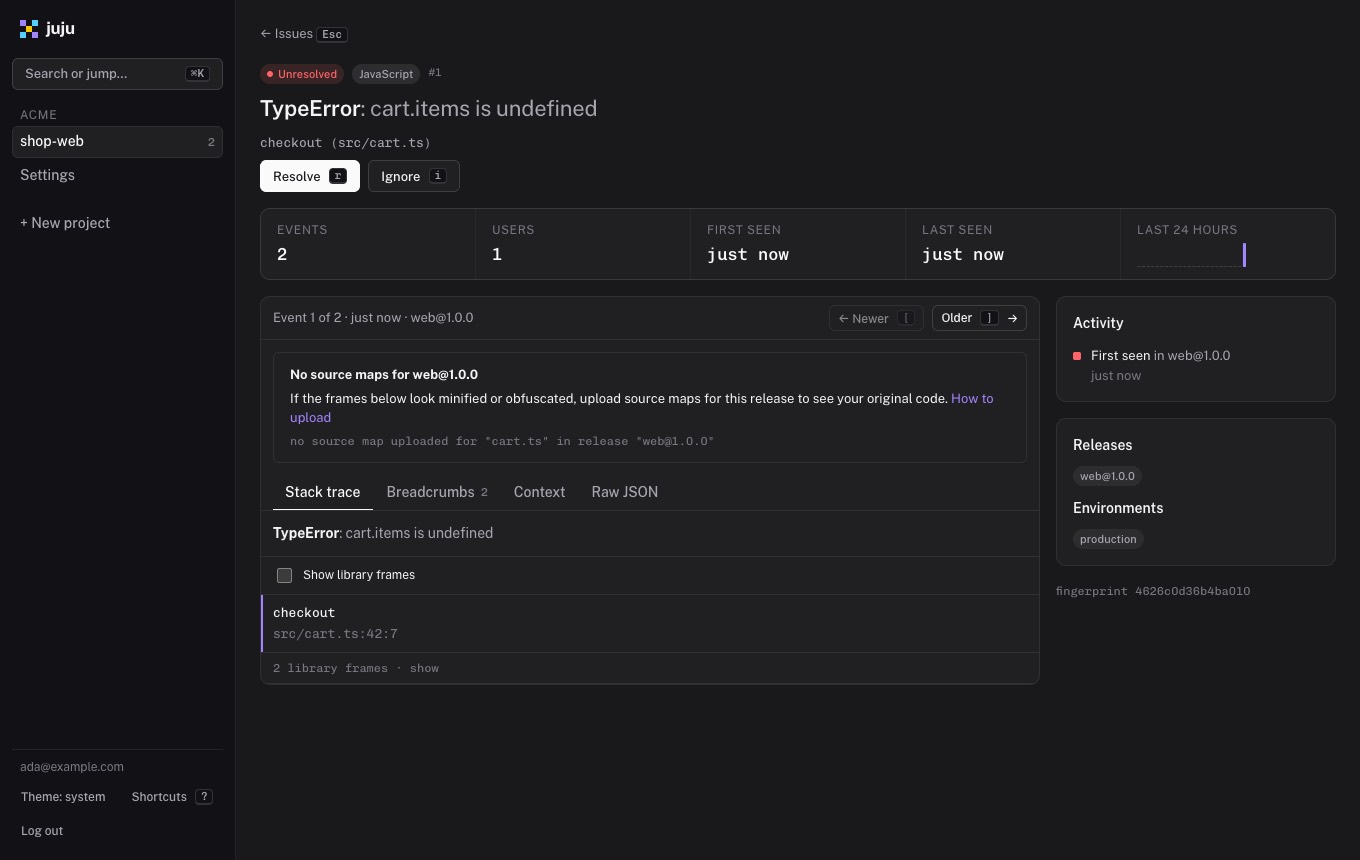 juju
Search or jump... ⌘K
ACME
shop-web 2
Settings
+ New project
ada@example.com
Theme: system Shortcuts ?
Log out
← Issues Esc
Unresolved JavaScript #1
TypeError: cart.items is undefined
checkout (src/cart.ts)
Resolve r Ignore i
EVENTS USERS FIRST SEEN LAST SEEN LAST 24 HOURS
2 1 just now just now
Event 1 of 2 · just now · web@1.0.0 ← Newer [ Older ] →
No source maps for web@1.0.0
If the frames below look minified or obfuscated, upload source maps for this release to see your original code. How to
upload
no source map uploaded for "cart.ts" in release "web@1.0.0"
Stack trace Breadcrumbs 2 Context Raw JSON
TypeError: cart.items is undefined
Show library frames
checkout
src/cart.ts:42:7
2 library frames · show
Activity
First seen in web@1.0.0
just now
Releases
web@1.0.0
Environments
production
fingerprint 4626c0d36b4ba010